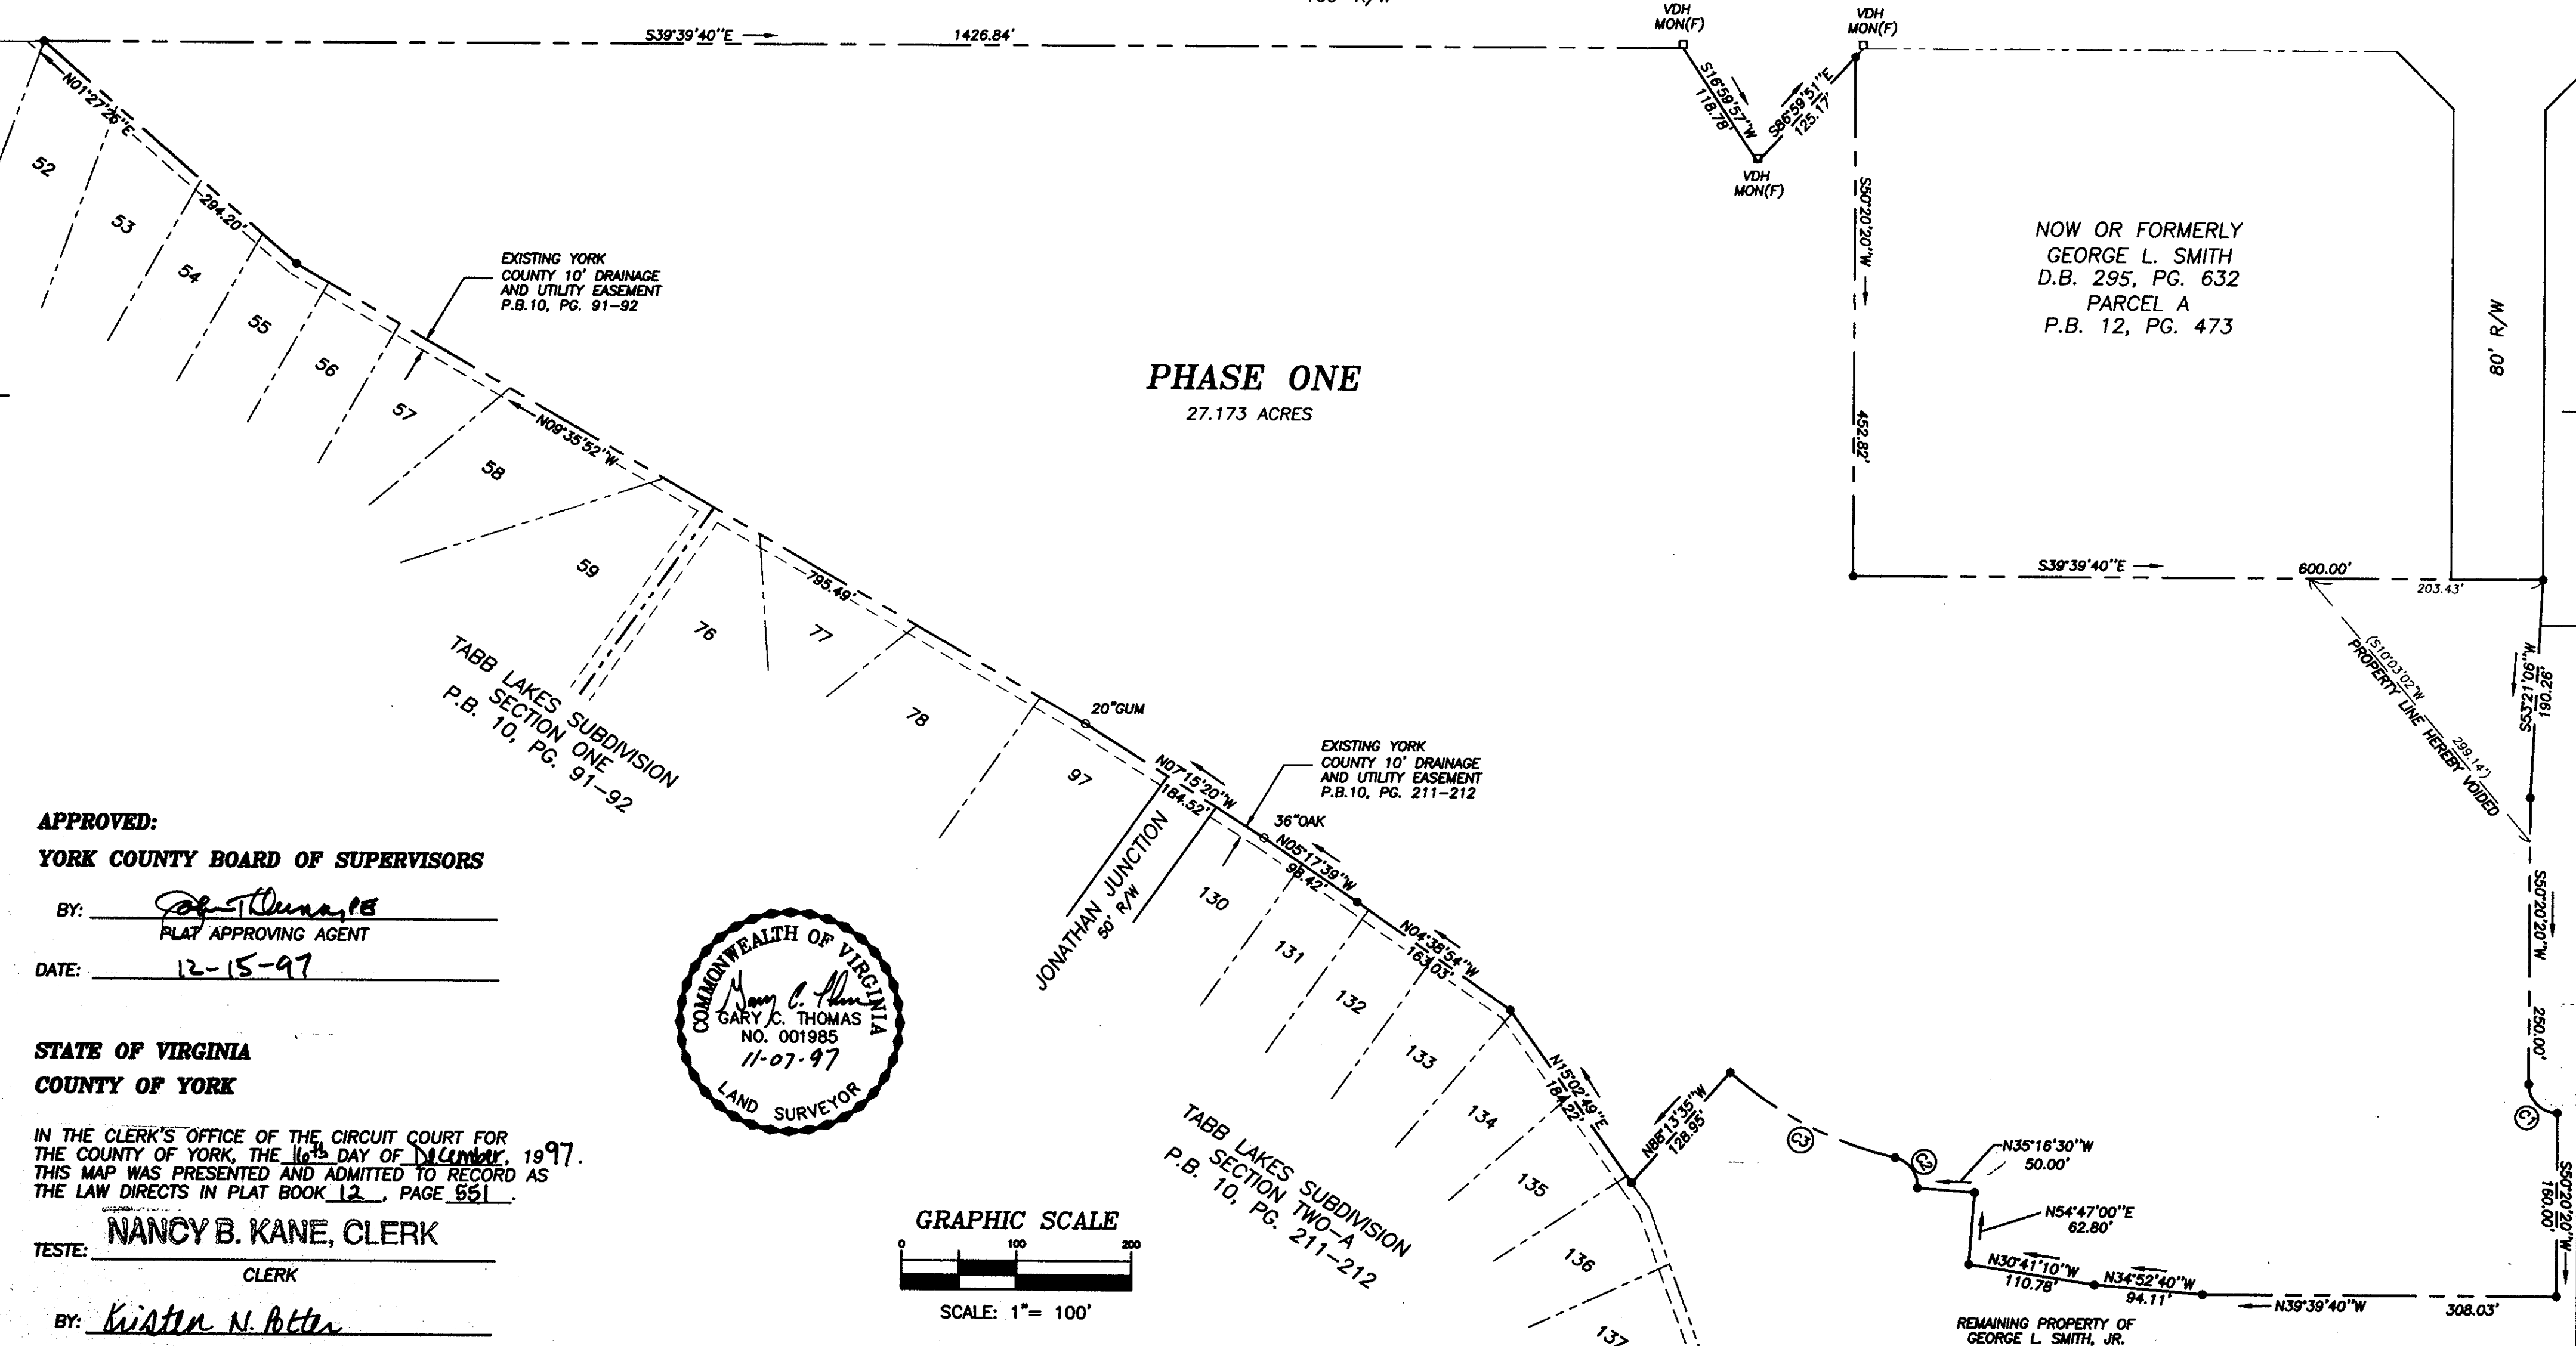 VDH
MON(F)
VDH
MON(F)
S39°39'40"E
1426.84'
S16°59'57"W
118.78'
S86°59'51"E
125.17'
VDH
MON(F)
N01°27'26"E
294.20'
52
53
54
55
56
57
58
59
76
77
78
97
EXISTING YORK
COUNTY 10' DRAINAGE
AND UTILITY EASEMENT
P.B.10, PG. 91-92
N09°35'52"W
795.49'
PHASE ONE
27.173 ACRES
S50°20'20"W
452.82'
NOW OR FORMERLY
GEORGE L. SMITH
D.B. 295, PG. 632
PARCEL A
P.B. 12, PG. 473
80' R/W
S39°39'40"E
600.00'
203.43'
(S10°03'02"W
299.14')
PROPERTY LINE HEREBY VOIDED
S53°21'06"W
190.26'
S50°20'20"W
250.00'
C1
S50°20'20"W
160.00'
TABB LAKES SUBDIVISION
SECTION ONE
P.B. 10, PG. 91-92
20"GUM
N07°15'20"W
184.52'
EXISTING YORK
COUNTY 10' DRAINAGE
AND UTILITY EASEMENT
P.B.10, PG. 211-212
36"OAK
N05°17'39"W
98.42'
JONATHAN JUNCTION
50' R/W
N04°38'54"W
163.03'
N15°02'49"E
184.22'
N88°13'35"W
128.95'
C3
C2
N35°16'30"W
50.00'
N54°47'00"E
62.80'
N30°41'10"W
110.78'
N34°52'40"W
94.11'
N39°39'40"W
308.03'
130
131
132
133
134
135
136
137
TABB LAKES SUBDIVISION
SECTION TWO-A
P.B. 10, PG. 211-212
REMAINING PROPERTY OF
GEORGE L. SMITH, JR.
APPROVED:
YORK COUNTY BOARD OF SUPERVISORS
BY: John T Dunn, PE
PLAT APPROVING AGENT
DATE: 12-15-97
STATE OF VIRGINIA
COUNTY OF YORK
IN THE CLERK'S OFFICE OF THE CIRCUIT COURT FOR
THE COUNTY OF YORK, THE 16th DAY OF December, 1997.
THIS MAP WAS PRESENTED AND ADMITTED TO RECORD AS
THE LAW DIRECTS IN PLAT BOOK 12, PAGE 551.
NANCY B. KANE, CLERK
TESTE:
CLERK
BY: Kristen N. Potter
COMMONWEALTH OF VIRGINIA
Gary C. Thomas
GARY C. THOMAS
NO. 001985
11-07-97
LAND SURVEYOR
GRAPHIC SCALE
0 100 200
SCALE: 1"= 100'